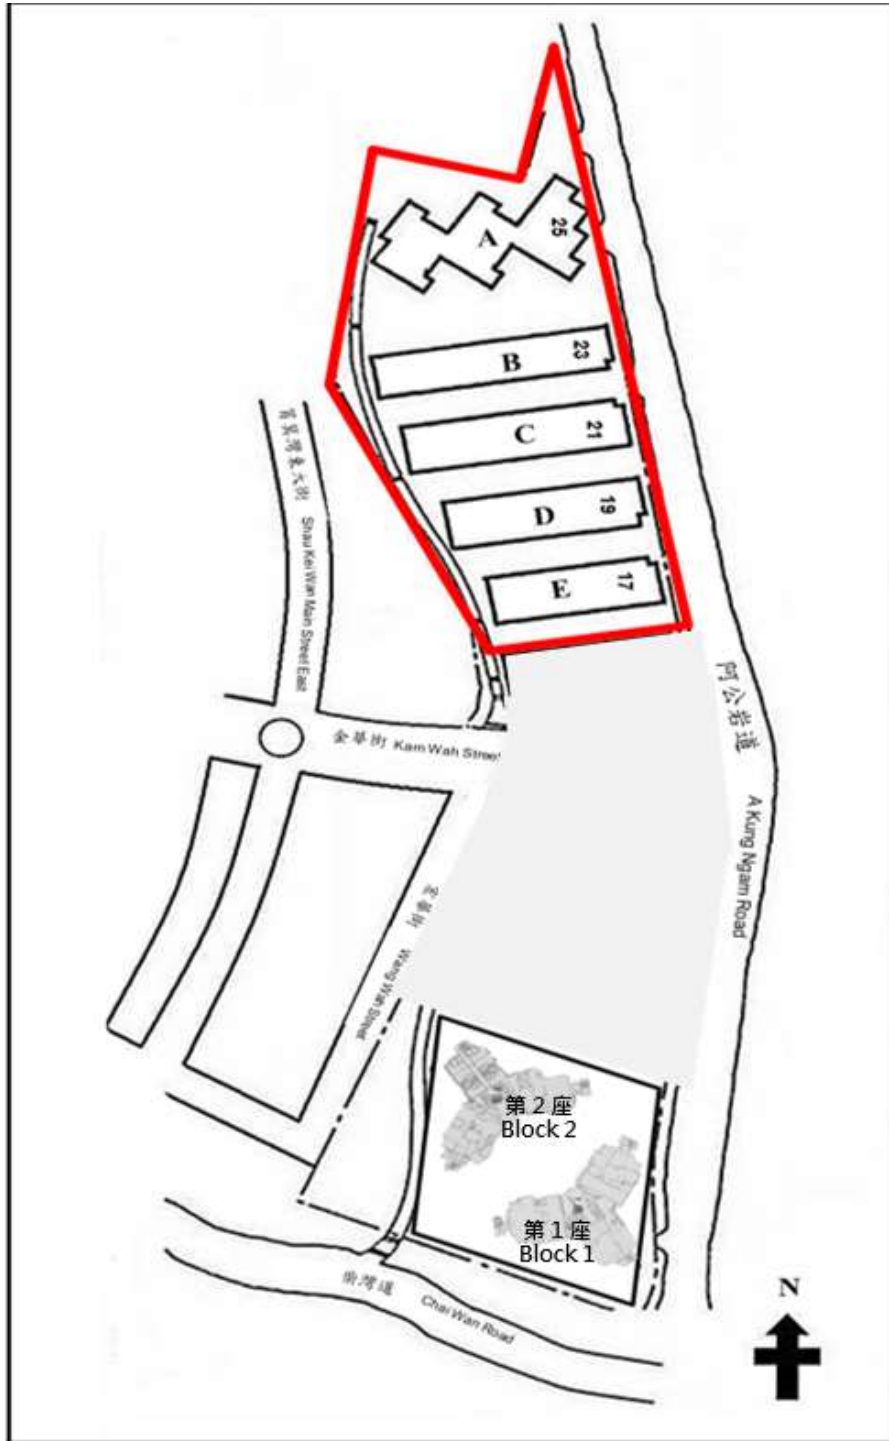 25
A
23
B
21
C
19
D
17
E
筲箕灣東大街 Shau Kei Wan Main Street East
阿公岩道 A Kung Ngam Road
金華街 Kam Wah Street
宏華街 Wang Wah Street
第2座
Block 2
第1座
Block 1
柴灣道 Chai Wan Road
N